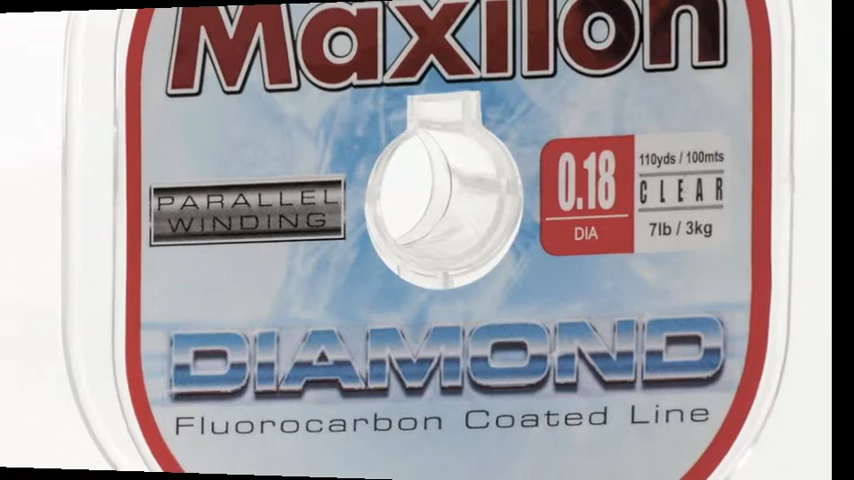 Maxilon
PARALLEL
WINDING
0.18
DIA
110yds / 100mts
CLEAR
7lb / 3kg
DIAMOND
Fluorocarbon Coated Line